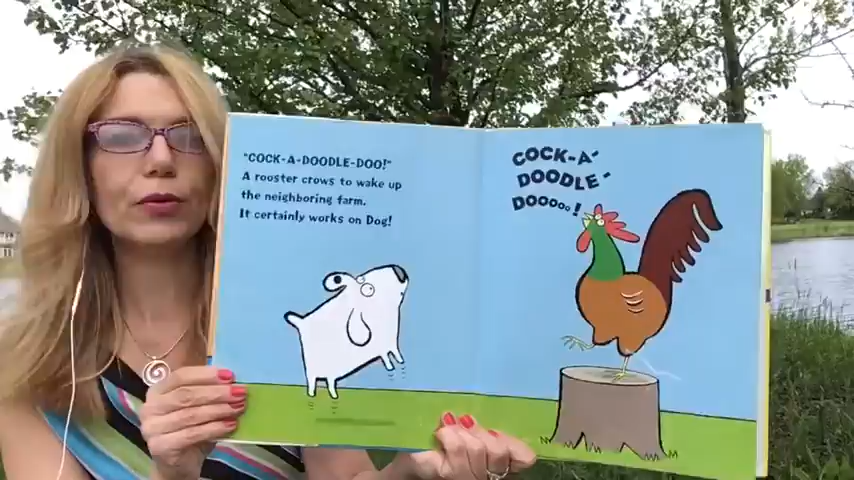 "COCK-A-DOODLE-DOO!"
A rooster crows to wake up
the neighboring farm.
It certainly works on Dog!
COCK-A-
DOODLE-
DOOOOO!